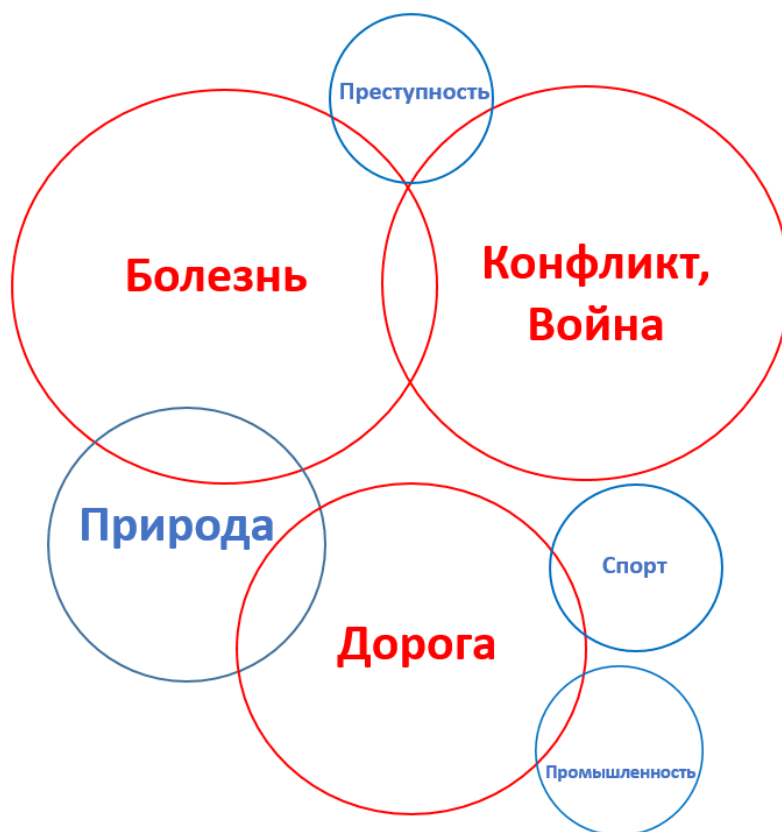 Преступность
Болезнь
Конфликт,
Война
Природа
Спорт
Дорога
Промышленность